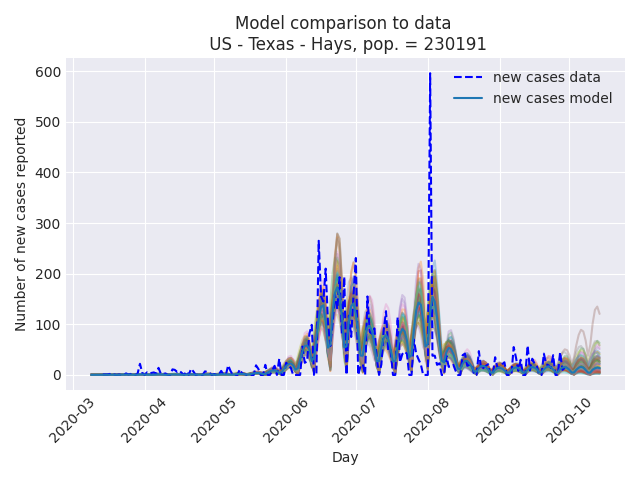 Model comparison to data
US - Texas - Hays, pop. = 230191
new cases data
new cases model
Number of new cases reported
600
500
400
300
200
100
0
2020-03
2020-04
2020-05
2020-06
2020-07
2020-08
2020-09
2020-10
Day